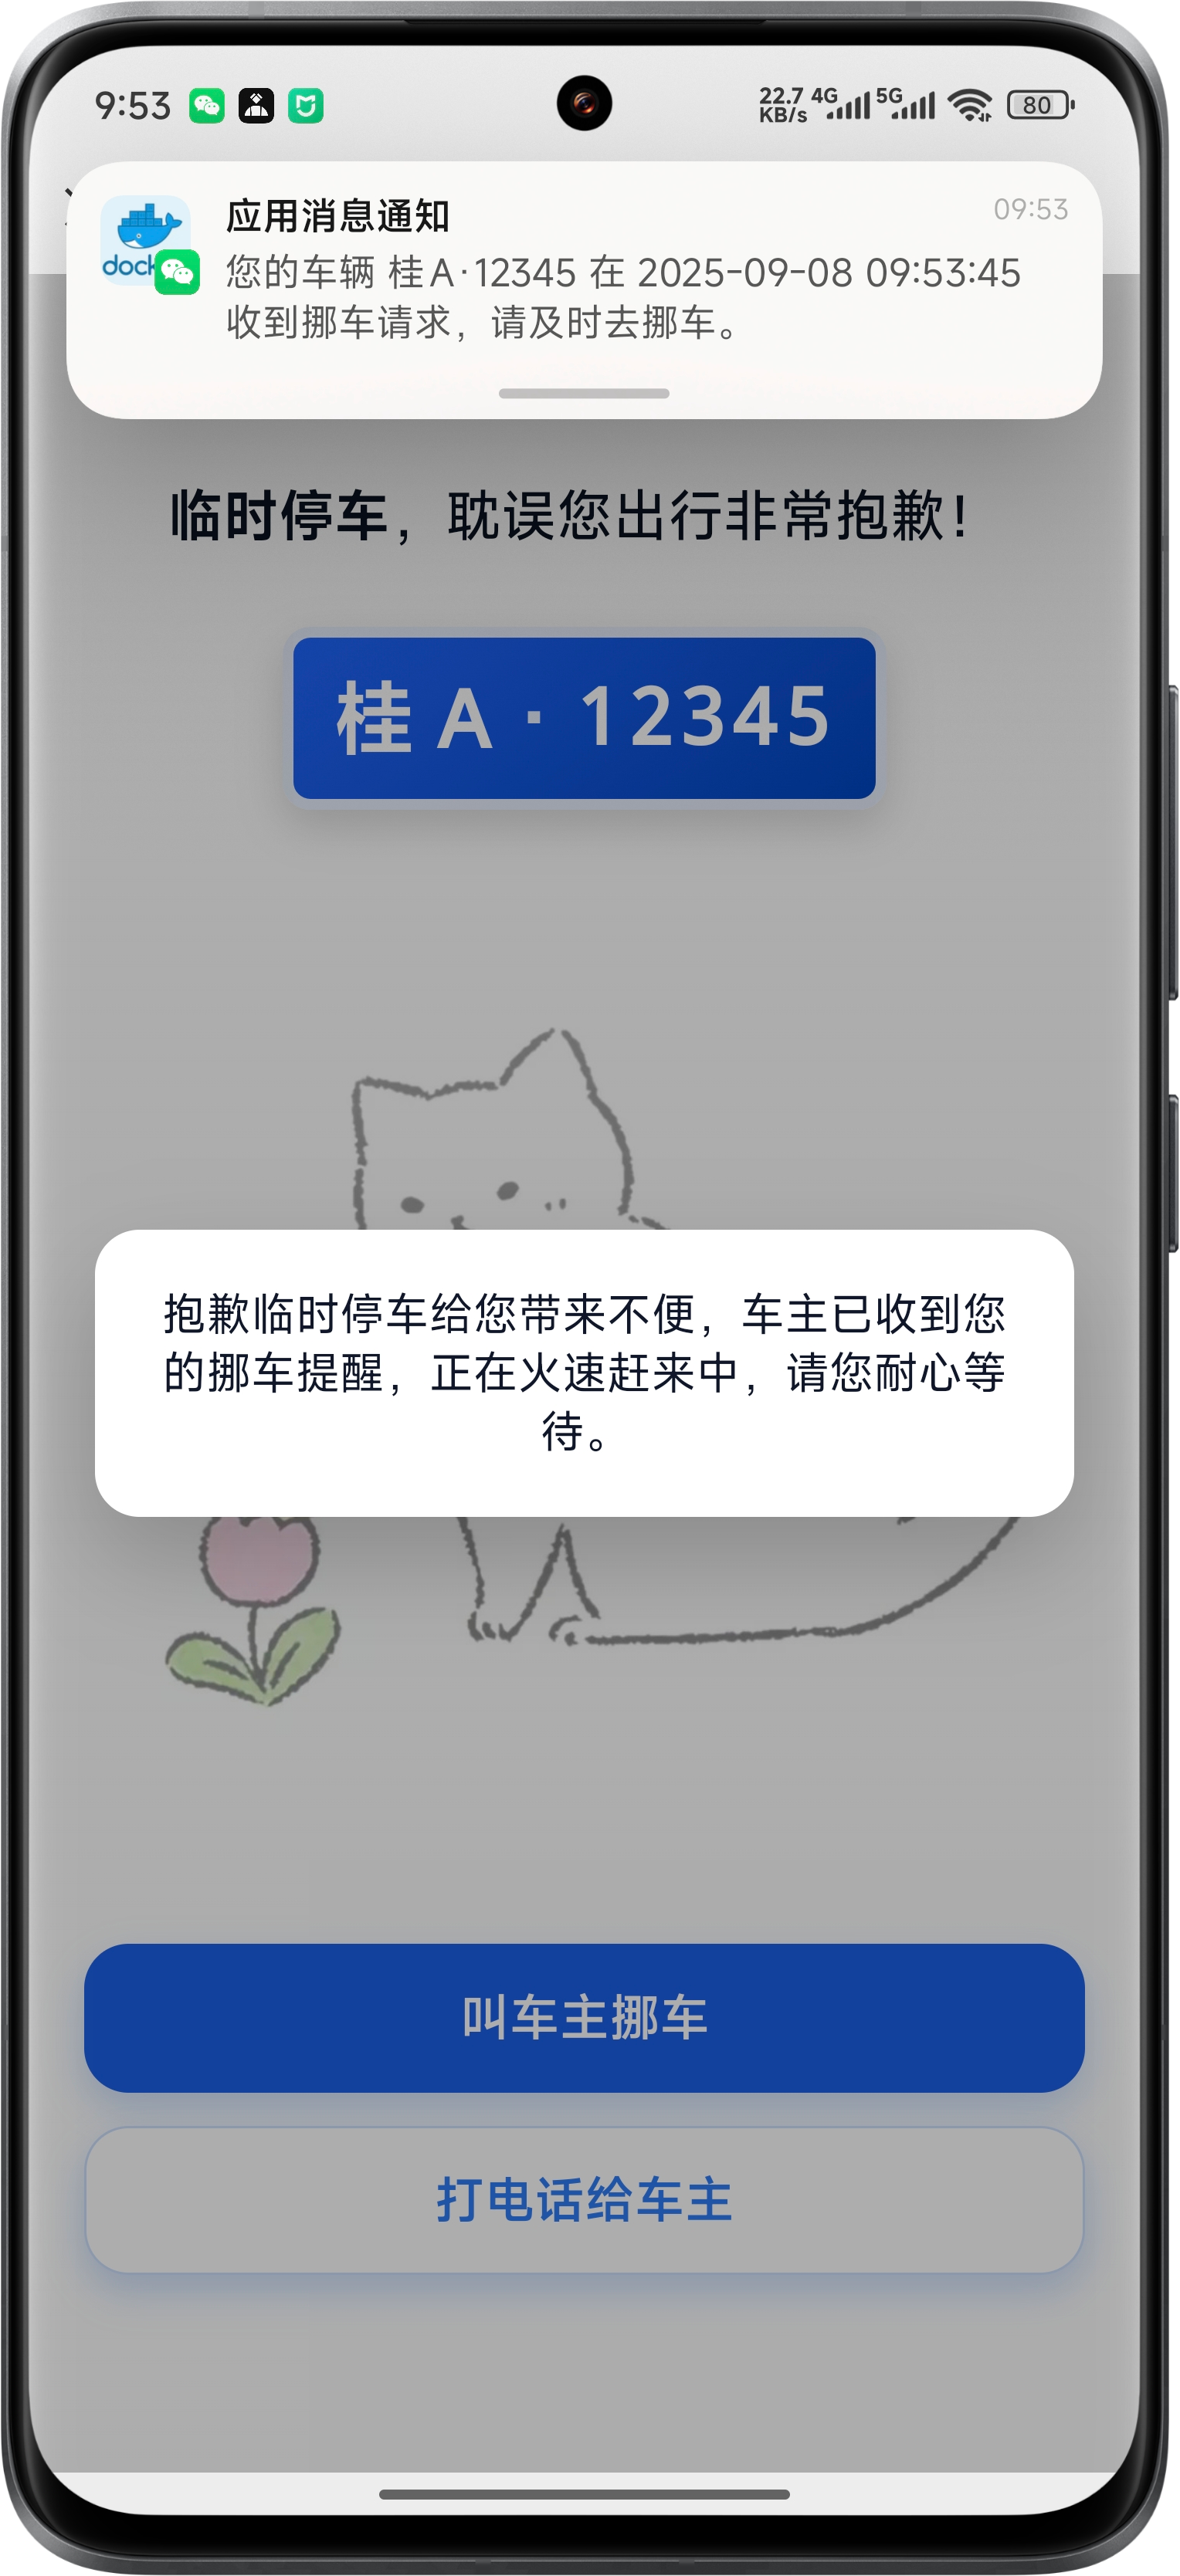 9:53
22.7 4G 5G
KB/s
80
应用消息通知
09:53
dock
您的车辆 桂A·12345 在 2025-09-08 09:53:45
收到挪车请求，请及时去挪车。
临时停车，耽误您出行非常抱歉！
桂 A · 12345
抱歉临时停车给您带来不便，车主已收到您
的挪车提醒，正在火速赶来中，请您耐心等
待。
叫车主挪车
打电话给车主